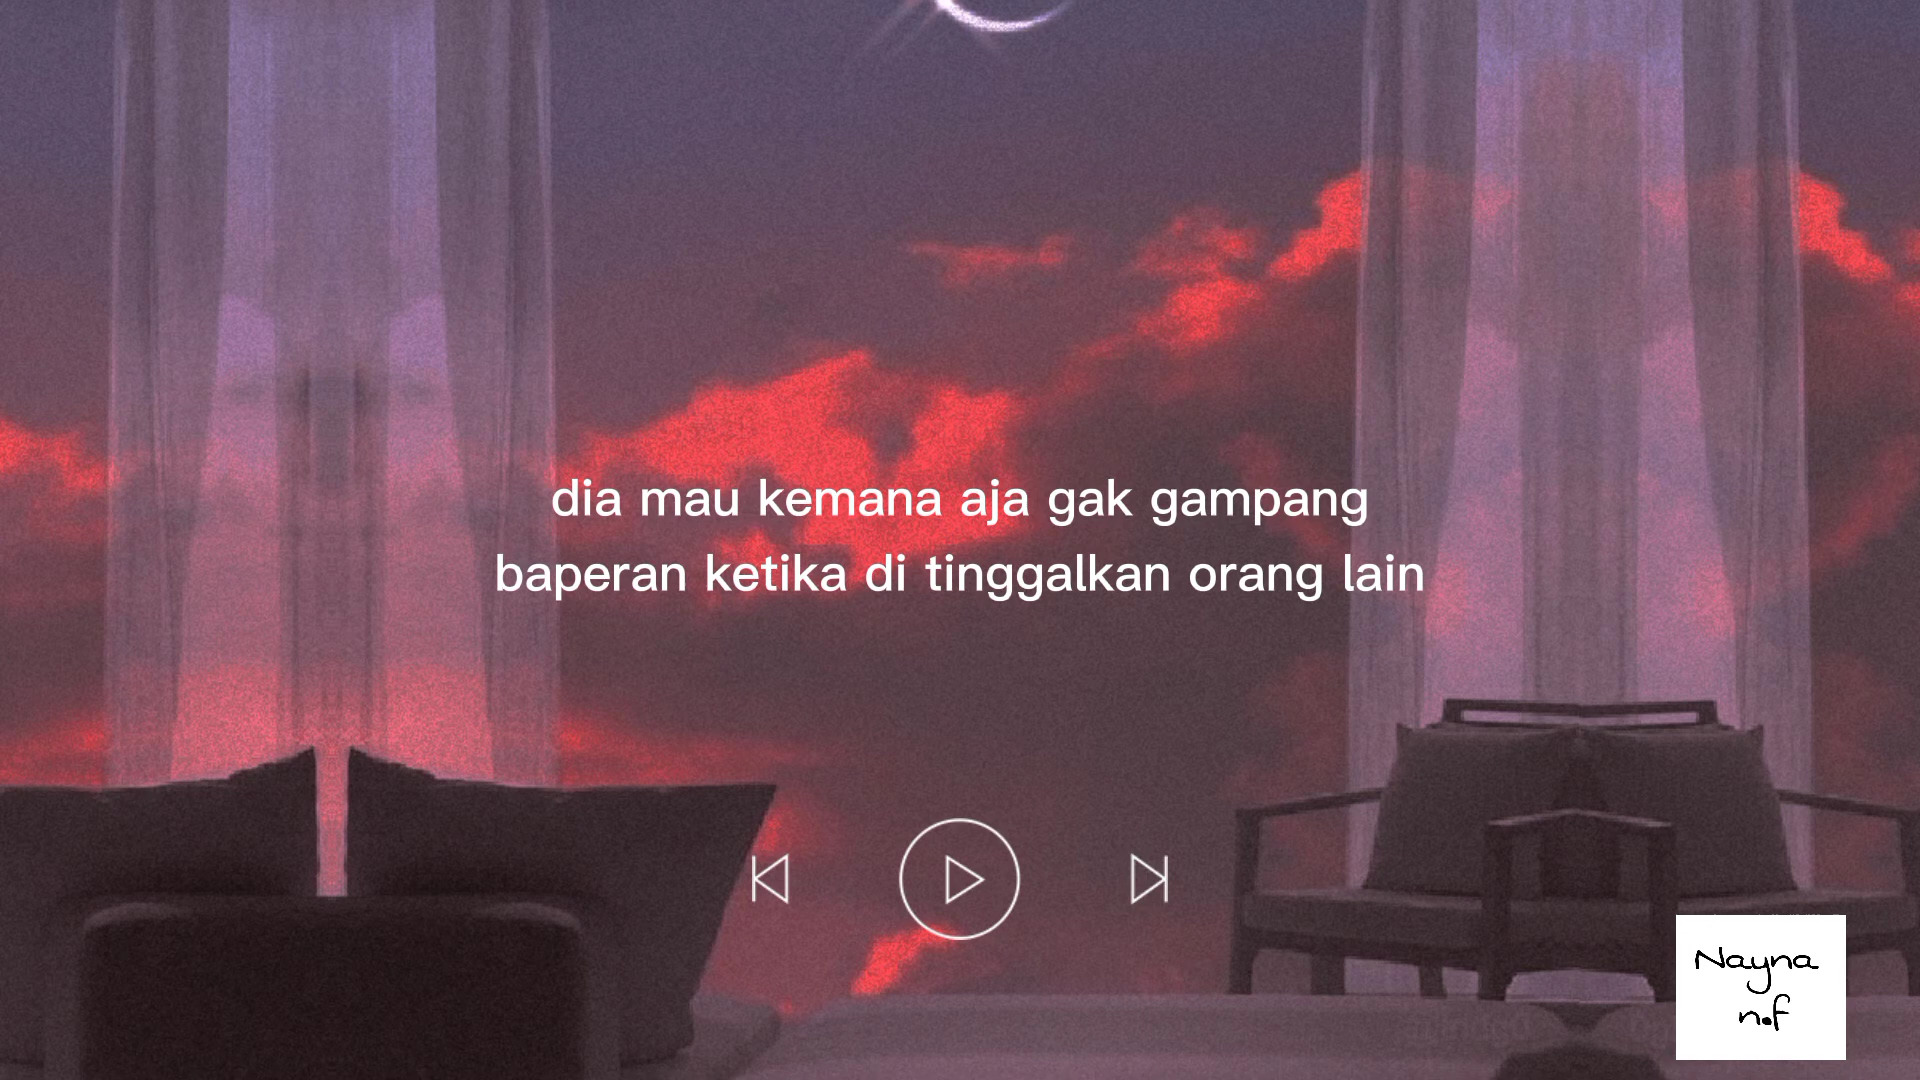 dia mau kemana aja gak gampang
baperan ketika di tinggalkan orang lain
Nayna
n.f